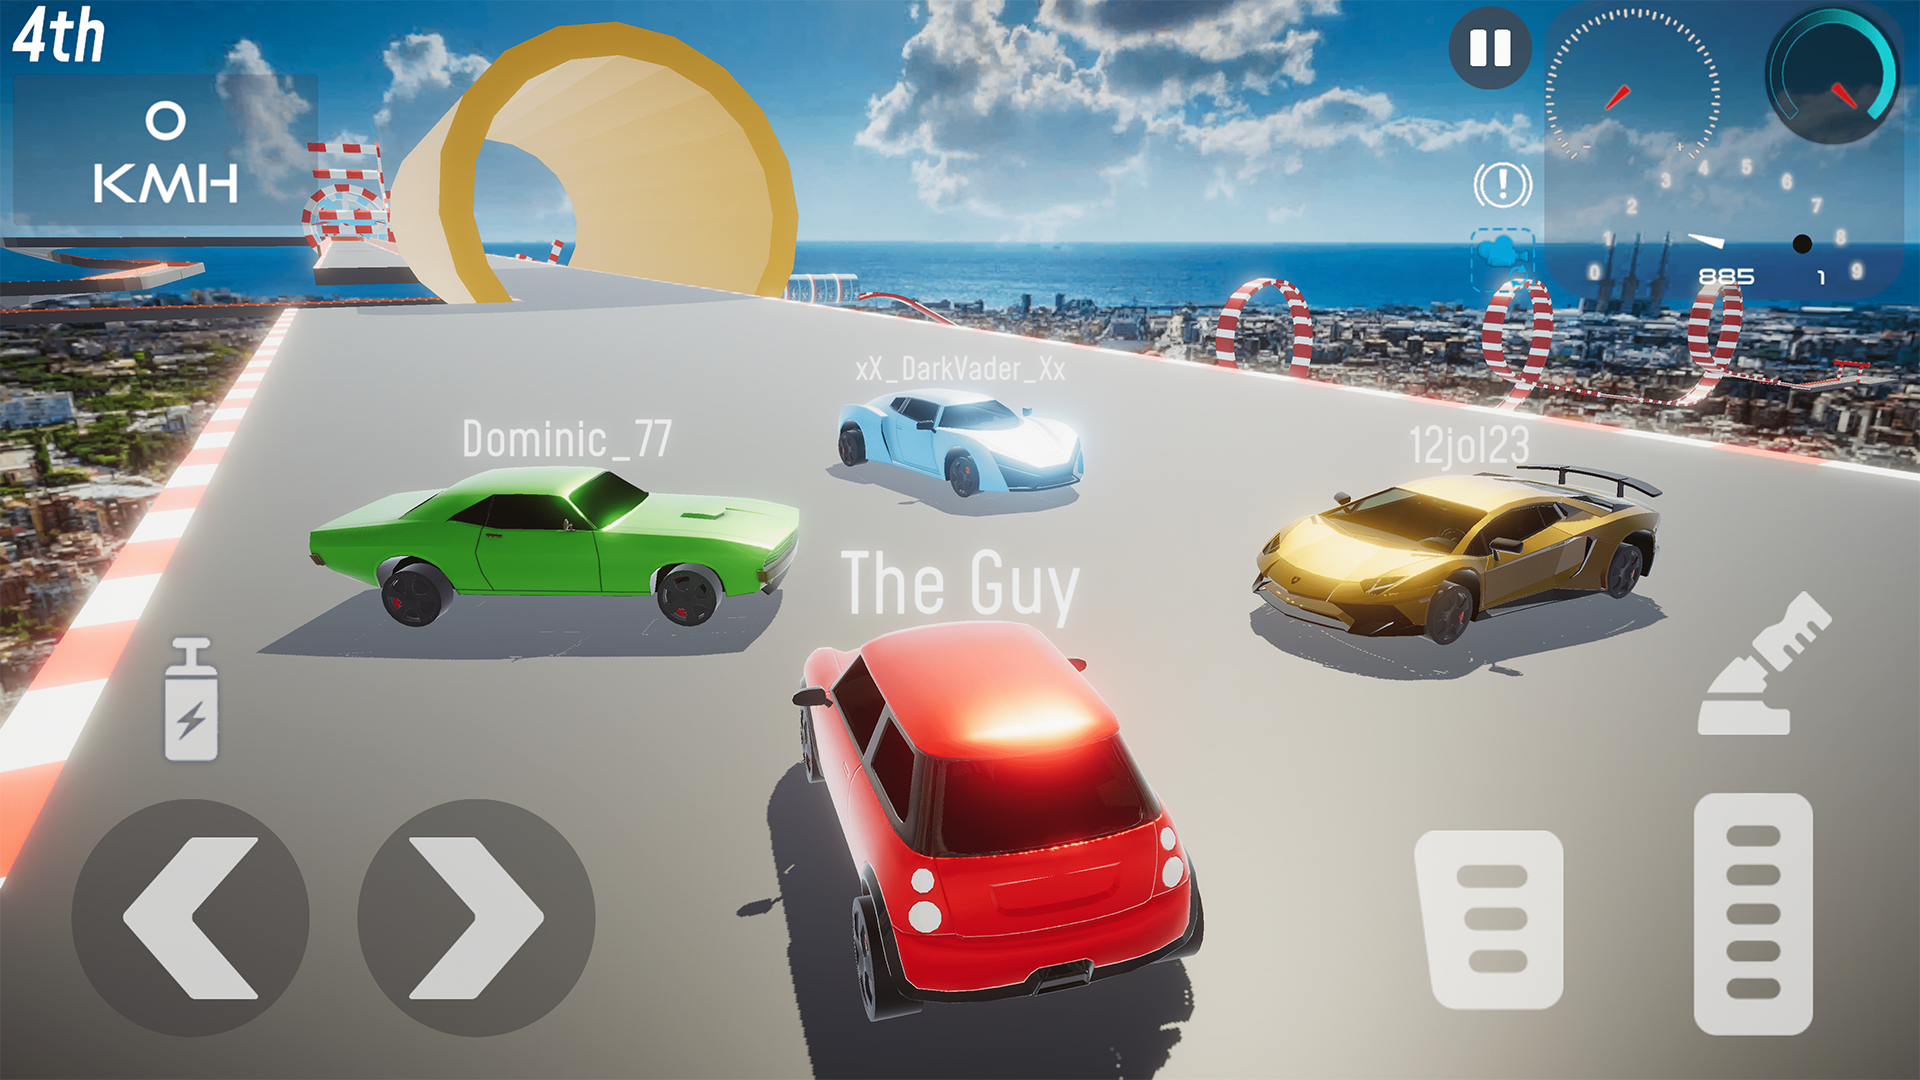 4th
0
KMH
- +
0 1 2 3 4 5 6 7 8 9
885 1
xX_DarkVader_Xx
Dominic_77
12jol23
The Guy